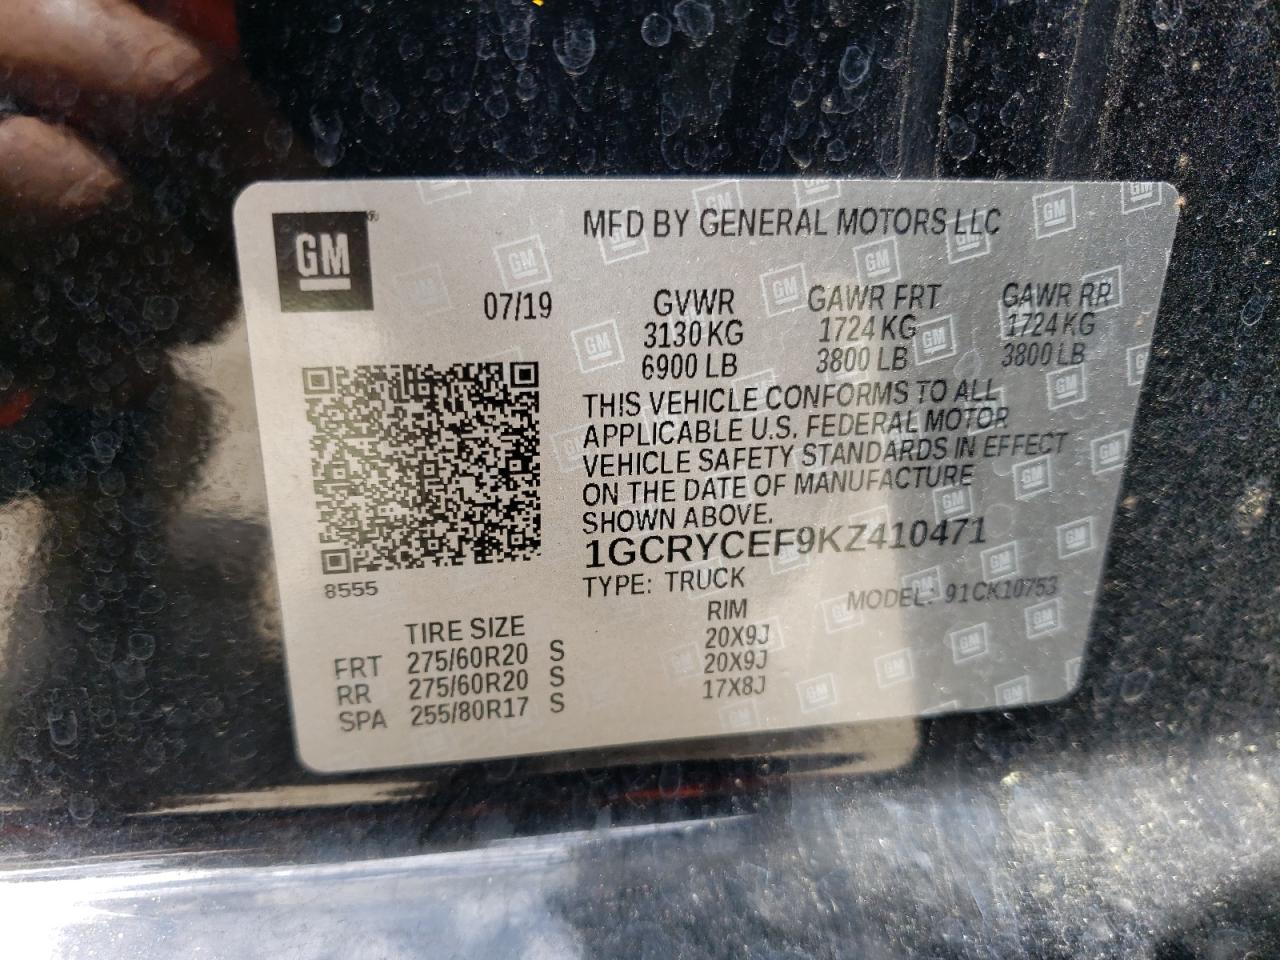 GM®
MFD BY GENERAL MOTORS LLC
07/19
GVWR GAWR FRT GAWR RR
3130 KG 1724 KG 1724 KG
6900 LB 3800 LB 3800 LB
THIS VEHICLE CONFORMS TO ALL
APPLICABLE U.S. FEDERAL MOTOR
VEHICLE SAFETY STANDARDS IN EFFECT
ON THE DATE OF MANUFACTURE
SHOWN ABOVE.
1GCRYCEF9KZ410471
8555
TYPE: TRUCK MODEL: 91CK10753
TIRE SIZE RIM
FRT 275/60R20 S 20X9J
RR 275/60R20 S 20X9J
SPA 255/80R17 S 17X8J